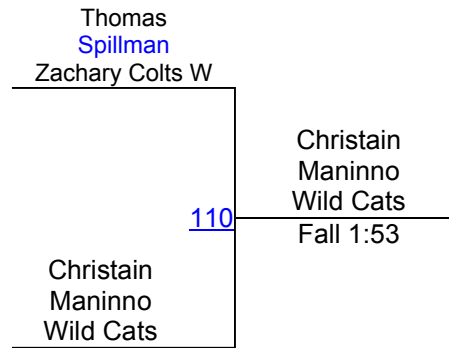 Thomas
Spillman
Zachary Colts W
Christain
Maninno
Wild Cats
110
Fall 1:53
Christain
Maninno
Wild Cats